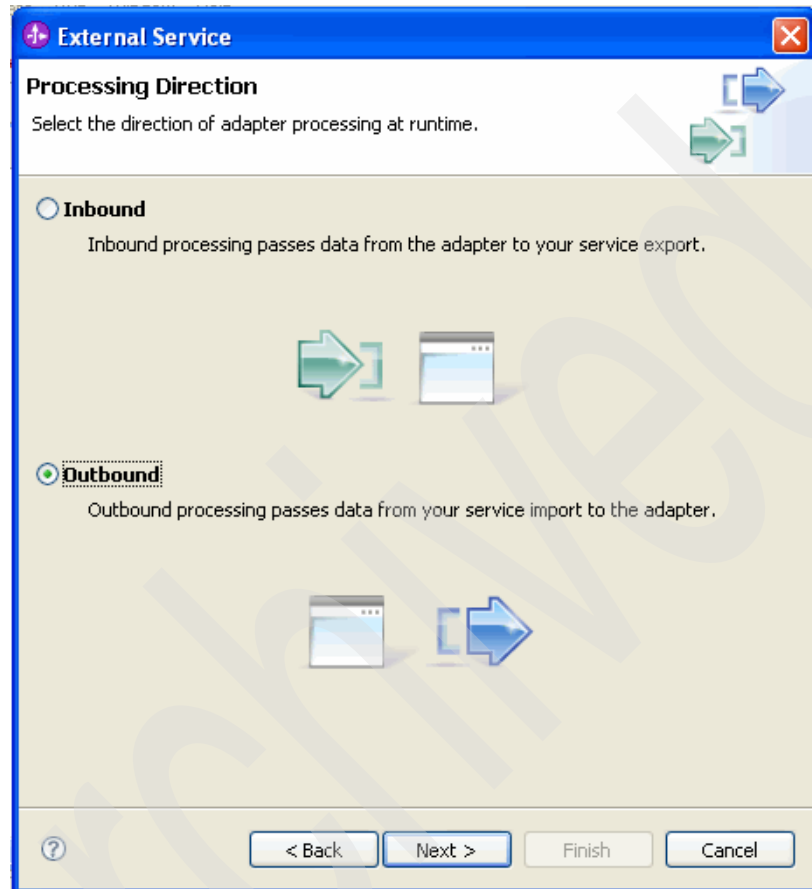 External Service
Processing Direction
Select the direction of adapter processing at runtime.
Inbound
Inbound processing passes data from the adapter to your service export.
Outbound
Outbound processing passes data from your service import to the adapter.
?
< Back
Next >
Finish
Cancel